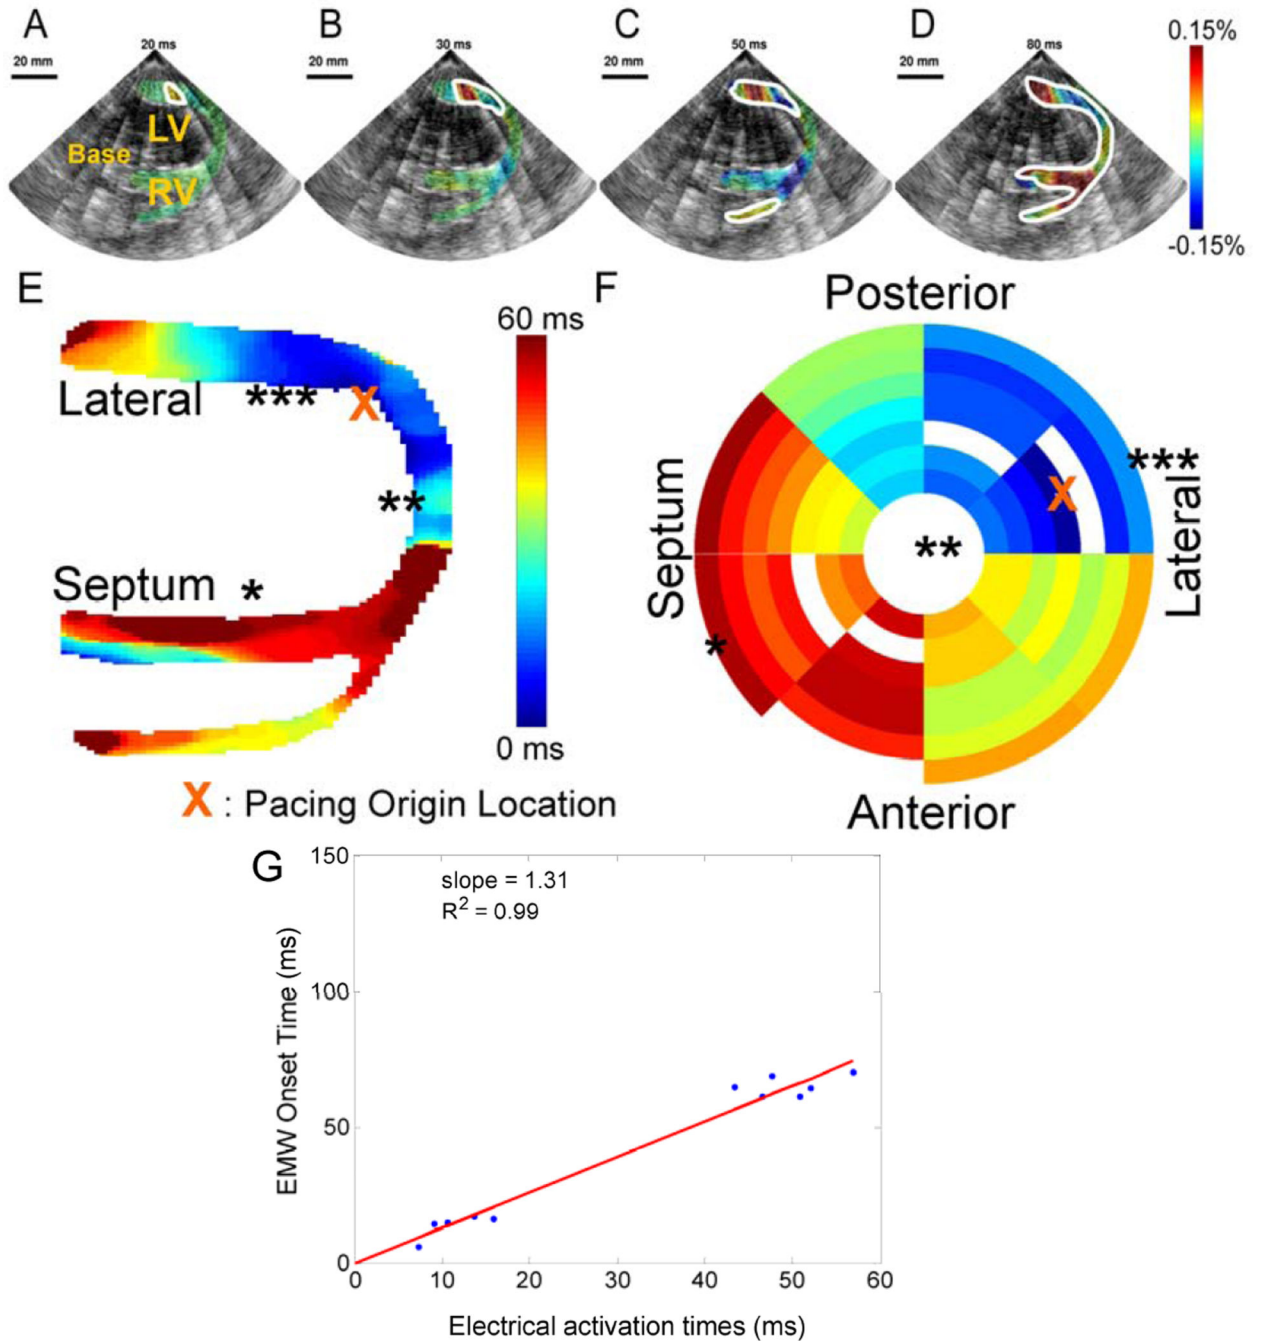 A
B
C
D
20 ms
30 ms
50 ms
80 ms
20 mm
20 mm
20 mm
20 mm
0.15%
-0.15%
LV
Base
RV
E
60 ms
0 ms
Lateral
***
X
**
Septum
*
X : Pacing Origin Location
F
Posterior
Septum
Lateral
Anterior
***
X
**
*
G
slope = 1.31
R² = 0.99
EMW Onset Time (ms)
150
100
50
0
0 10 20 30 40 50 60
Electrical activation times (ms)